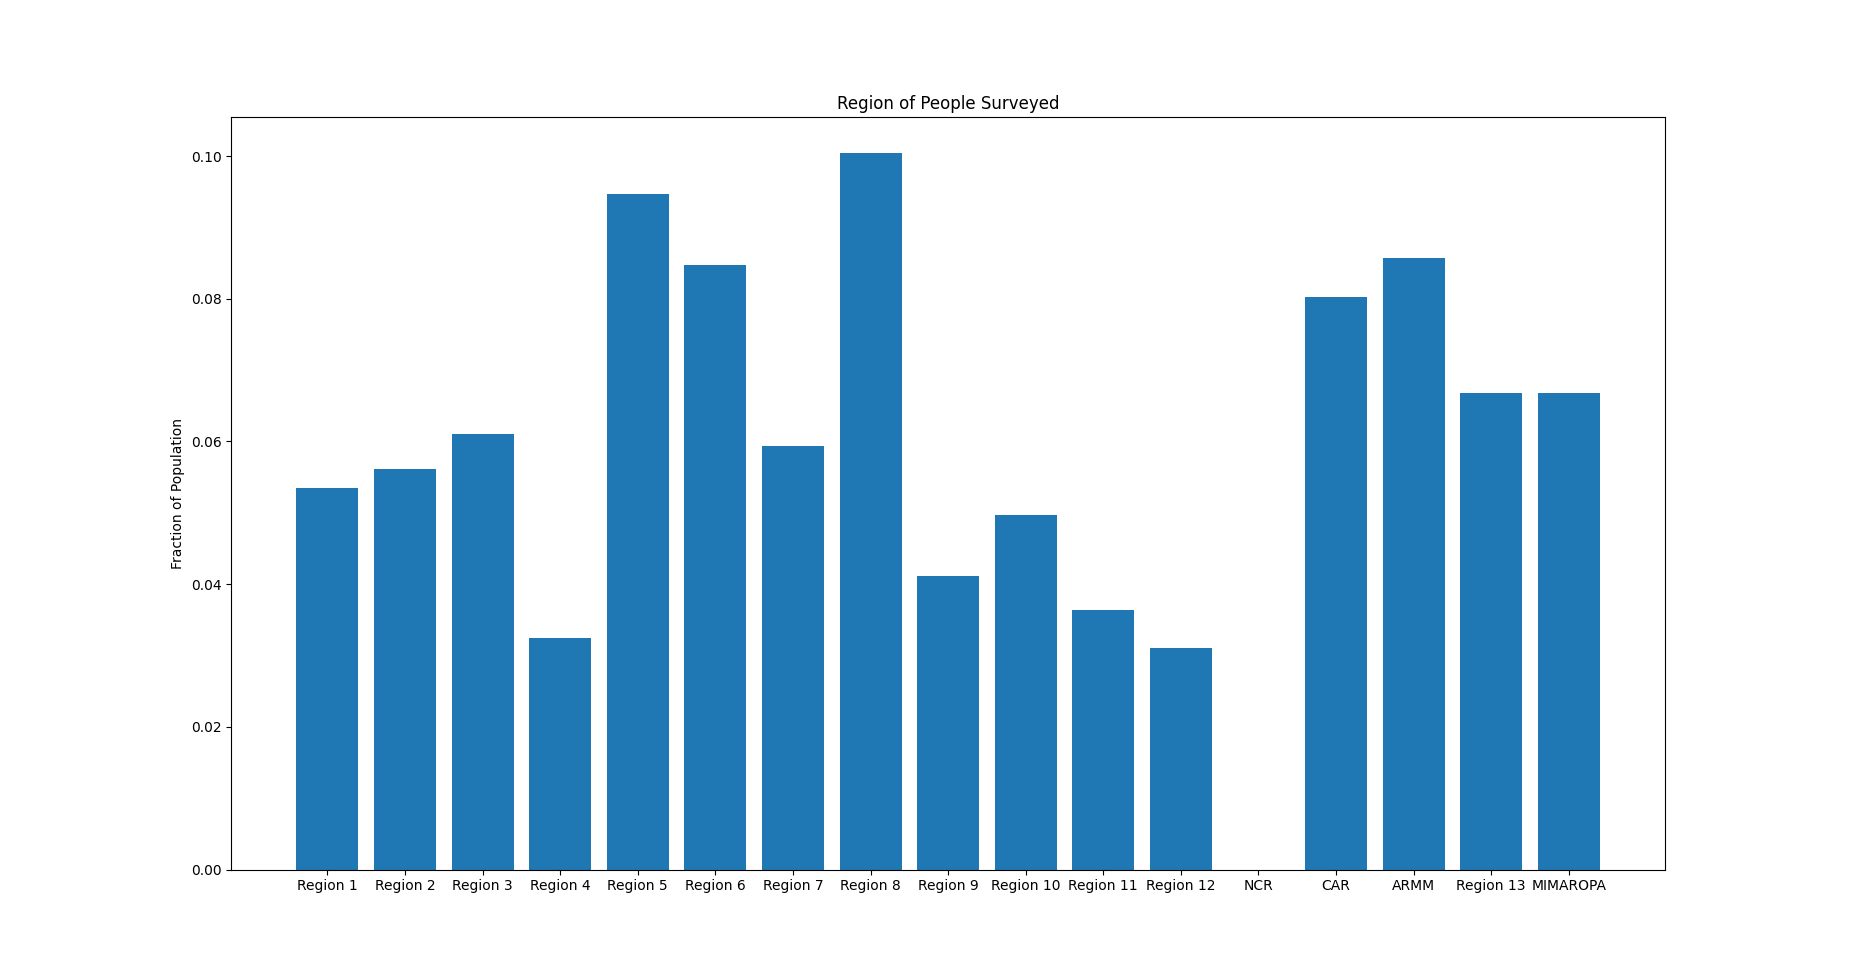 Region of People Surveyed
Fraction of Population
0.10
0.08
0.06
0.04
0.02
0.00
Region 1 Region 2 Region 3 Region 4 Region 5 Region 6 Region 7 Region 8 Region 9 Region 10 Region 11 Region 12 NCR CAR ARMM Region 13 MIMAROPA